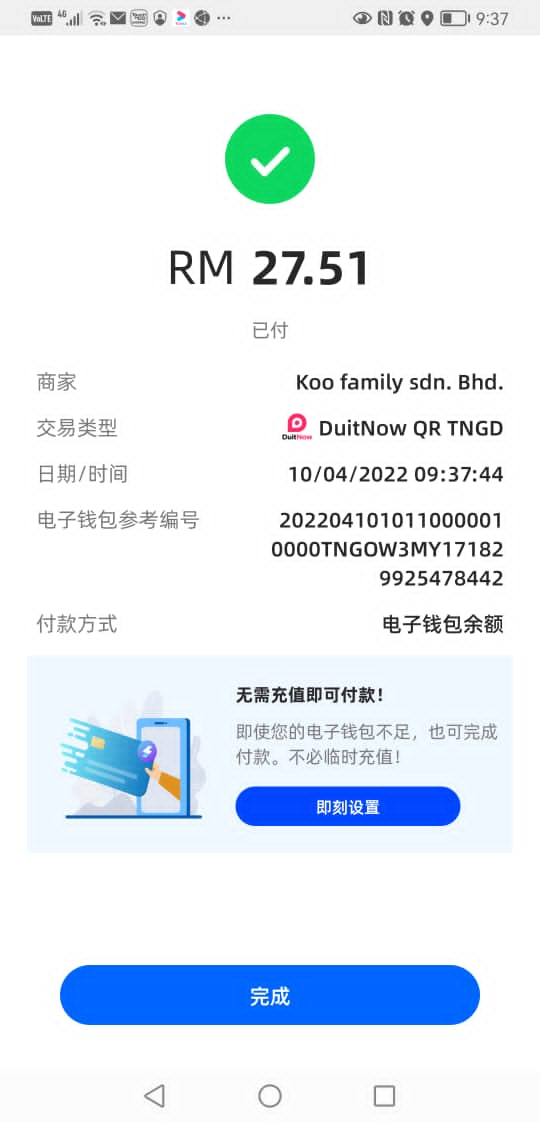 VoLTE 4G 9:37
RM 27.51
已付
商家 Koo family sdn. Bhd.
交易类型 DuitNow DuitNow QR TNGD
日期/时间 10/04/2022 09:37:44
电子钱包参考编号 202204101011000001
0000TNGOW3MY17182
9925478442
付款方式 电子钱包余额
无需充值即可付款!
即使您的电子钱包不足，也可完成
付款。不必临时充值!
即刻设置
完成